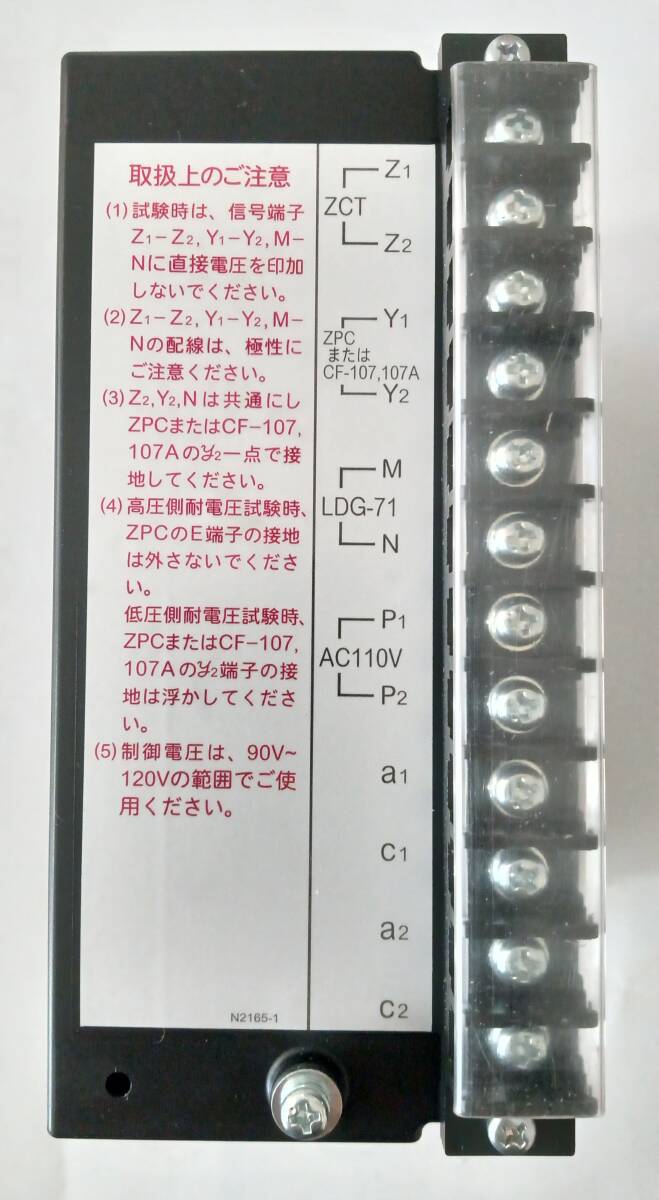 取扱上のご注意
(1)試験時は、信号端子
Z1-Z2,Y1-Y2,M-
Nに直接電圧を印加
しないでください。
(2)Z1-Z2,Y1-Y2,M-
Nの配線は、極性に
ご注意ください。
(3)Z2,Y2,Nは共通にし
ZPCまたはCF-107,
107Aのy2一点で接
地してください。
(4)高圧側耐電圧試験時、
ZPCのE端子の接地
は外さないでくださ
い。
低圧側耐電圧試験時、
ZPCまたはCF-107,
107Aのy2端子の接
地は浮かしてくださ
い。
(5)制御電圧は、90V~
120Vの範囲でご使
用ください。
N2165-1
Z1
ZCT
Z2
Y1
ZPC
または
CF-107,107A
Y2
M
LDG-71
N
P1
AC110V
P2
a1
c1
a2
c2